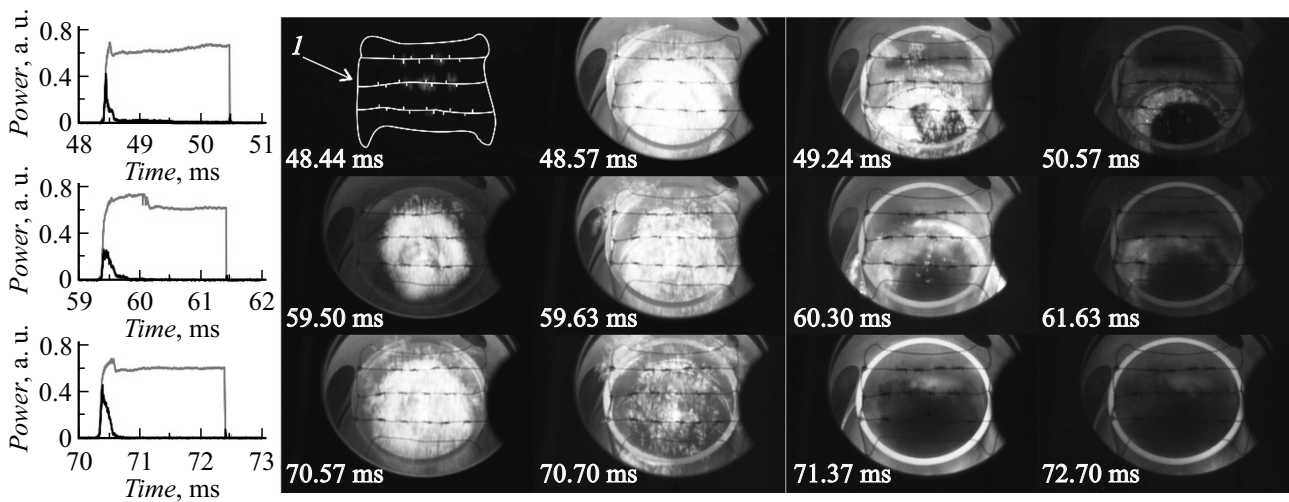 Power, a. u.
0.8
0.4
0
48 49 50 51
Time, ms
1
48.44 ms 48.57 ms 49.24 ms 50.57 ms
Power, a. u.
0.8
0.4
0
59 60 61 62
Time, ms
59.50 ms 59.63 ms 60.30 ms 61.63 ms
Power, a. u.
0.8
0.4
0
70 71 72 73
Time, ms
70.57 ms 70.70 ms 71.37 ms 72.70 ms